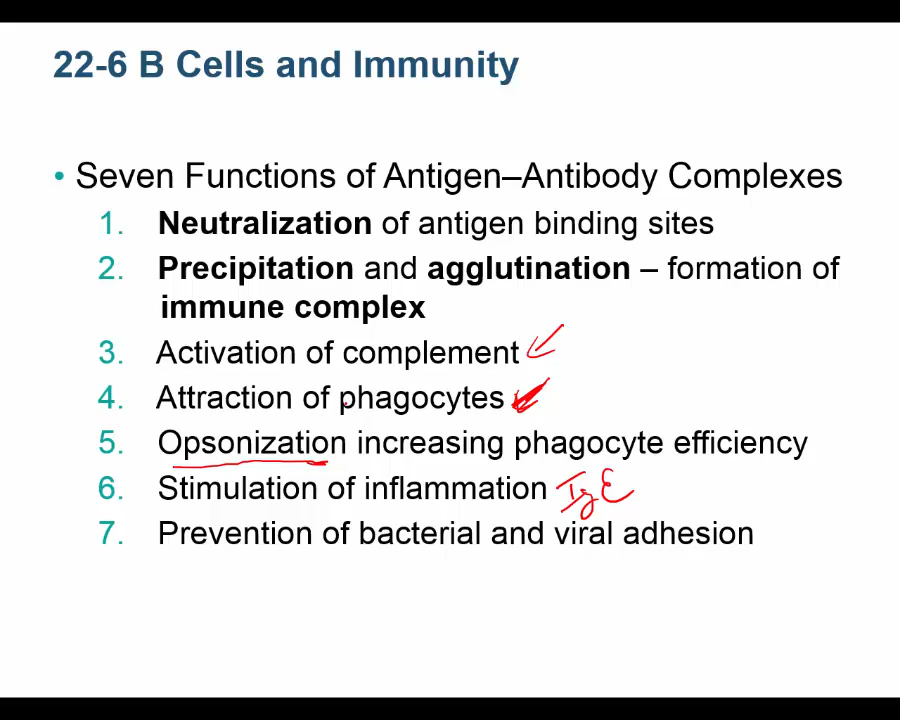 22-6 B Cells and Immunity
• Seven Functions of Antigen–Antibody Complexes
1. Neutralization of antigen binding sites
2. Precipitation and agglutination – formation of
immune complex
3. Activation of complement
4. Attraction of phagocytes
5. Opsonization increasing phagocyte efficiency
6. Stimulation of inflammation IgE
7. Prevention of bacterial and viral adhesion